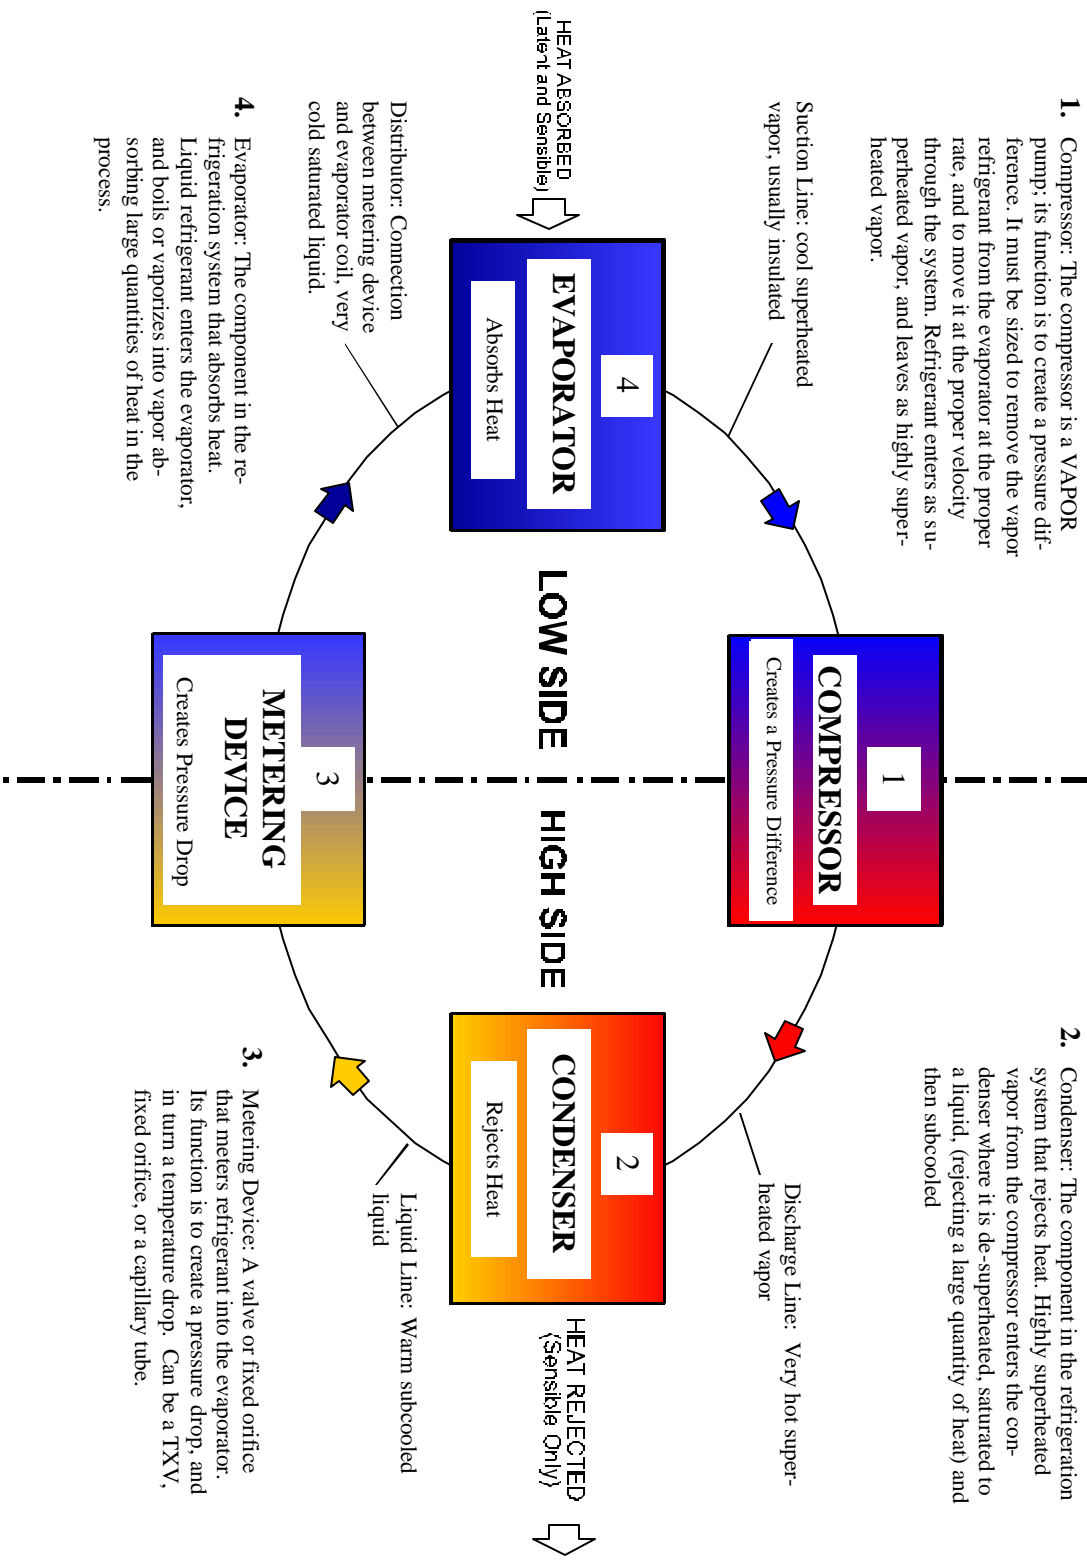 1. Compressor: The compressor is a VAPOR
pump; its function is to create a pressure dif-
ference. It must be sized to remove the vapor
refrigerant from the evaporator at the proper
rate, and to move it at the proper velocity
through the system. Refrigerant enters as su-
perheated vapor, and leaves as highly super-
heated vapor.
2. Condenser: The component in the refrigeration
system that rejects heat. Highly superheated
vapor from the compressor enters the con-
denser where it is de-superheated, saturated to
a liquid, (rejecting a large quantity of heat) and
then subcooled
Suction Line: cool superheated
vapor, usually insulated
1
COMPRESSOR
Creates a Pressure Difference
Discharge Line: Very hot super-
heated vapor
HEAT ABSORBED
(Latent and Sensible)
4
EVAPORATOR
Absorbs Heat
LOW SIDE
HIGH SIDE
2
CONDENSER
Rejects Heat
HEAT REJECTED
(Sensible Only)
Distributor: Connection
between metering device
and evaporator coil, very
cold saturated liquid.
3
METERING
DEVICE
Creates Pressure Drop
Liquid Line: Warm subcooled
liquid
4. Evaporator: The component in the re-
frigeration system that absorbs heat.
Liquid refrigerant enters the evaporator,
and boils or vaporizes into vapor ab-
sorbing large quantities of heat in the
process.
3. Metering Device: A valve or fixed orifice
that meters refrigerant into the evaporator.
Its function is to create a pressure drop, and
in turn a temperature drop. Can be a TXV,
fixed orifice, or a capillary tube.